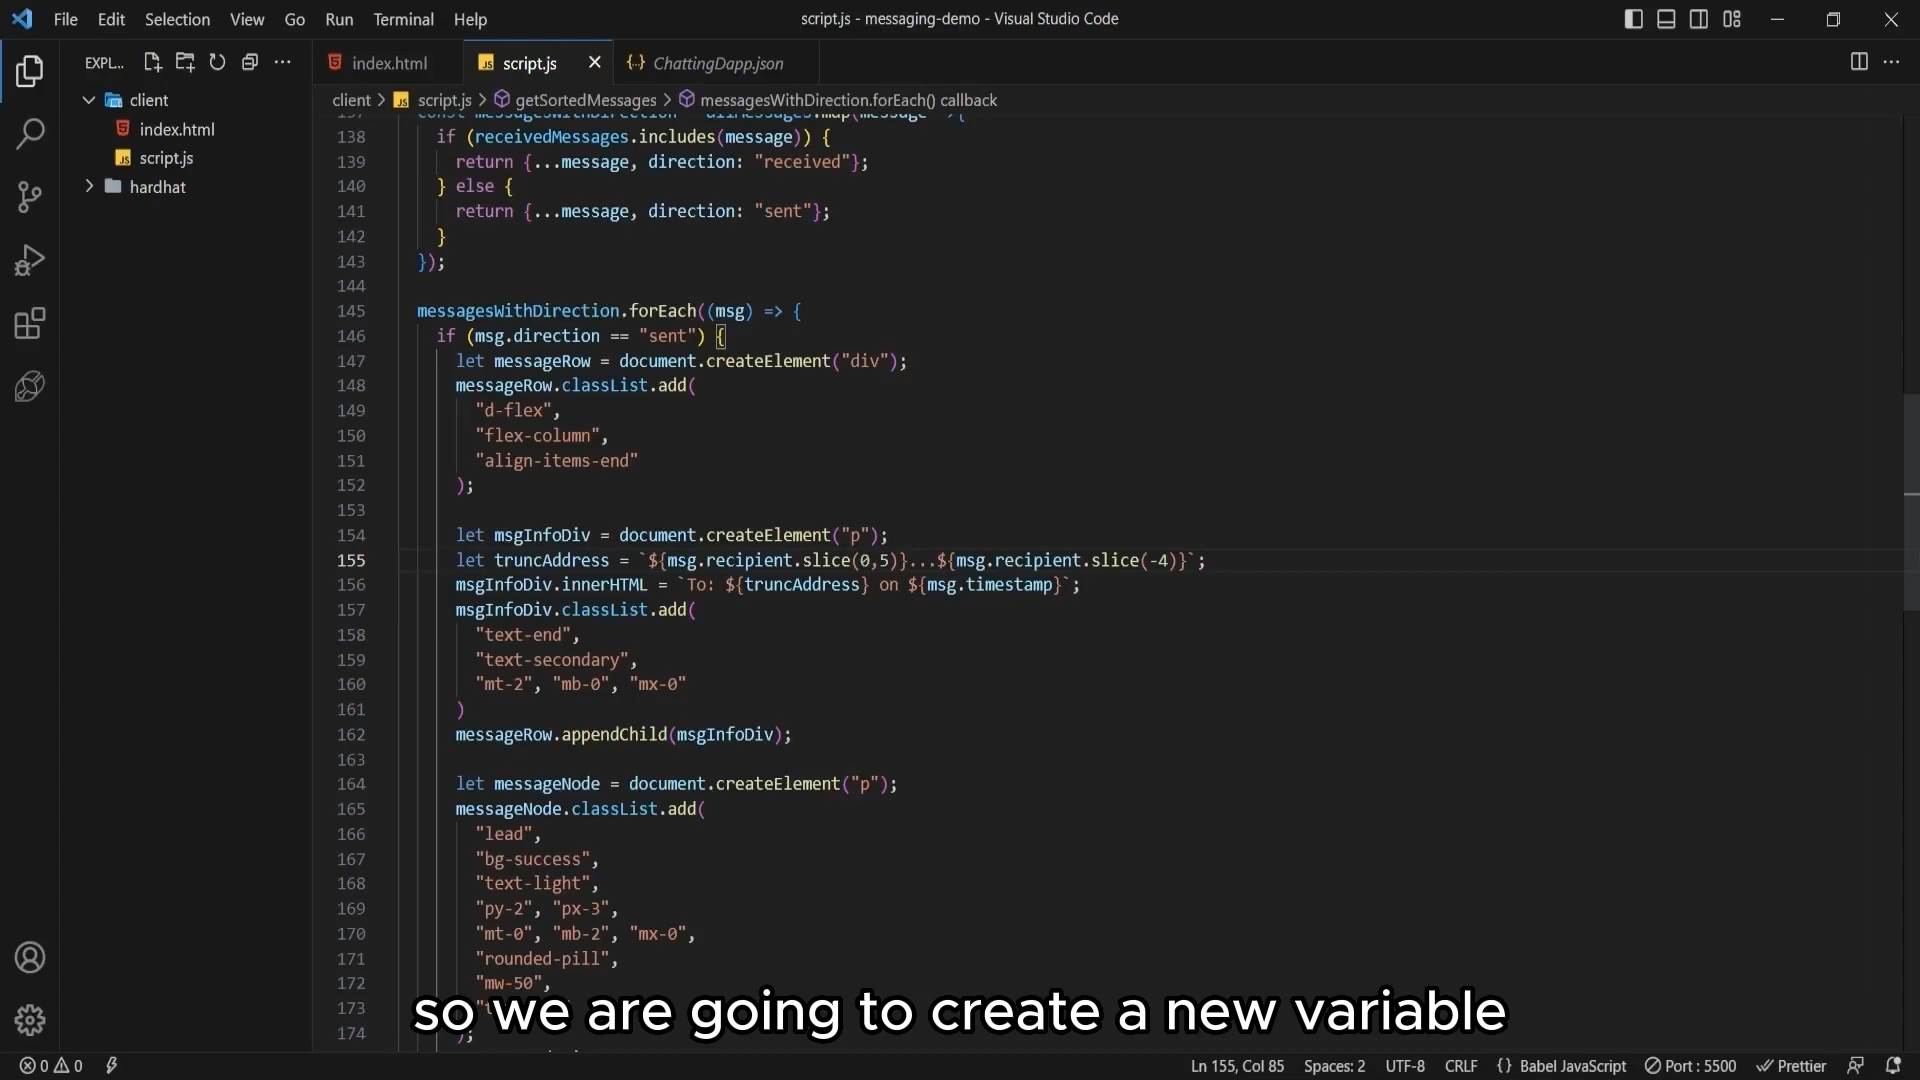 File Edit Selection View Go Run Terminal Help
script.js - messaging-demo - Visual Studio Code
EXPL...
index.html
script.js
{··} ChattingDapp.json
client
index.html
script.js
hardhat
client > script.js > getSortedMessages > messagesWithDirection.forEach() callback
138 if (receivedMessages.includes(message)) {
139 return {...message, direction: "received"};
140 } else {
141 return {...message, direction: "sent"};
142 }
143 });
144
145 messagesWithDirection.forEach((msg) => {
146 if (msg.direction == "sent") {
147 let messageRow = document.createElement("div");
148 messageRow.classList.add(
149 "d-flex",
150 "flex-column",
151 "align-items-end"
152 );
153
154 let msgInfoDiv = document.createElement("p");
155 let truncAddress = `${msg.recipient.slice(0,5)}...${msg.recipient.slice(-4)}`;
156 msgInfoDiv.innerHTML = `To: ${truncAddress} on ${msg.timestamp}`;
157 msgInfoDiv.classList.add(
158 "text-end",
159 "text-secondary",
160 "mt-2", "mb-0", "mx-0"
161 )
162 messageRow.appendChild(msgInfoDiv);
163
164 let messageNode = document.createElement("p");
165 messageNode.classList.add(
166 "lead",
167 "bg-success",
168 "text-light",
169 "py-2", "px-3",
170 "mt-0", "mb-2", "mx-0",
171 "rounded-pill",
172 "mw-50",
173
174 );
so we are going to create a new variable
0 0
Ln 155, Col 85 Spaces: 2 UTF-8 CRLF {} Babel JavaScript Port : 5500 Prettier